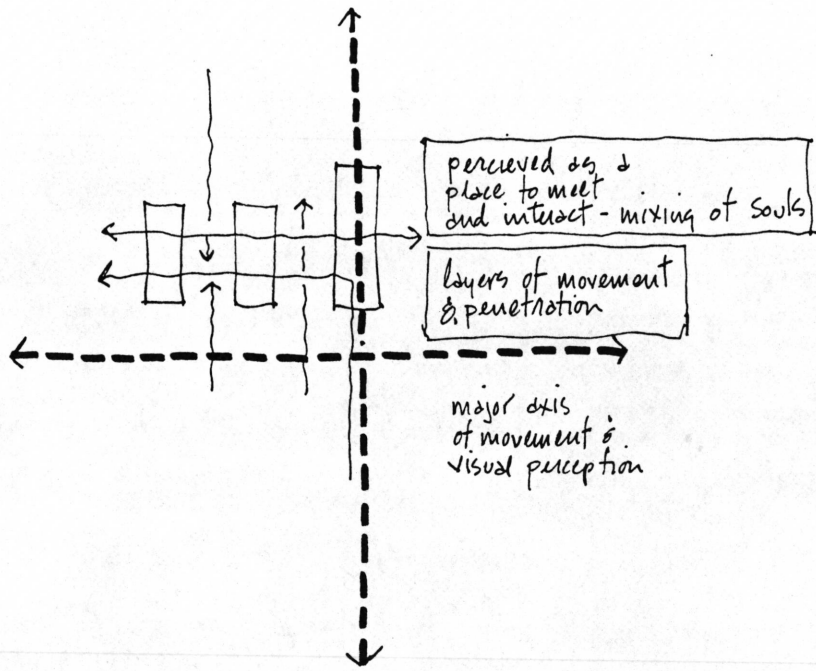 percieved as a
place to meet
and interact - mixing of souls
layers of movement
& penetration
major axis
of movement &
visual perception